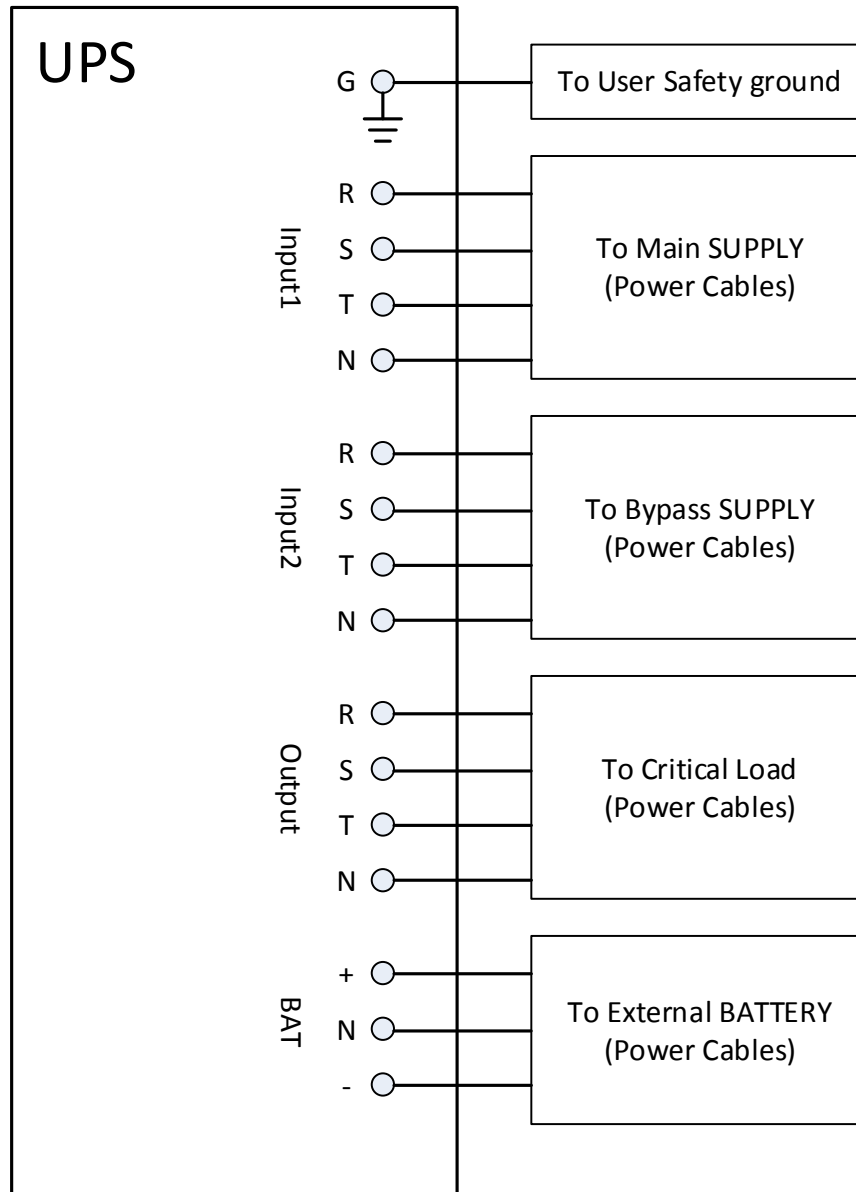 UPS
G
To User Safety ground
Input1
R
S
T
N
To Main SUPPLY
(Power Cables)
Input2
R
S
T
N
To Bypass SUPPLY
(Power Cables)
Output
R
S
T
N
To Critical Load
(Power Cables)
BAT
+
N
-
To External BATTERY
(Power Cables)